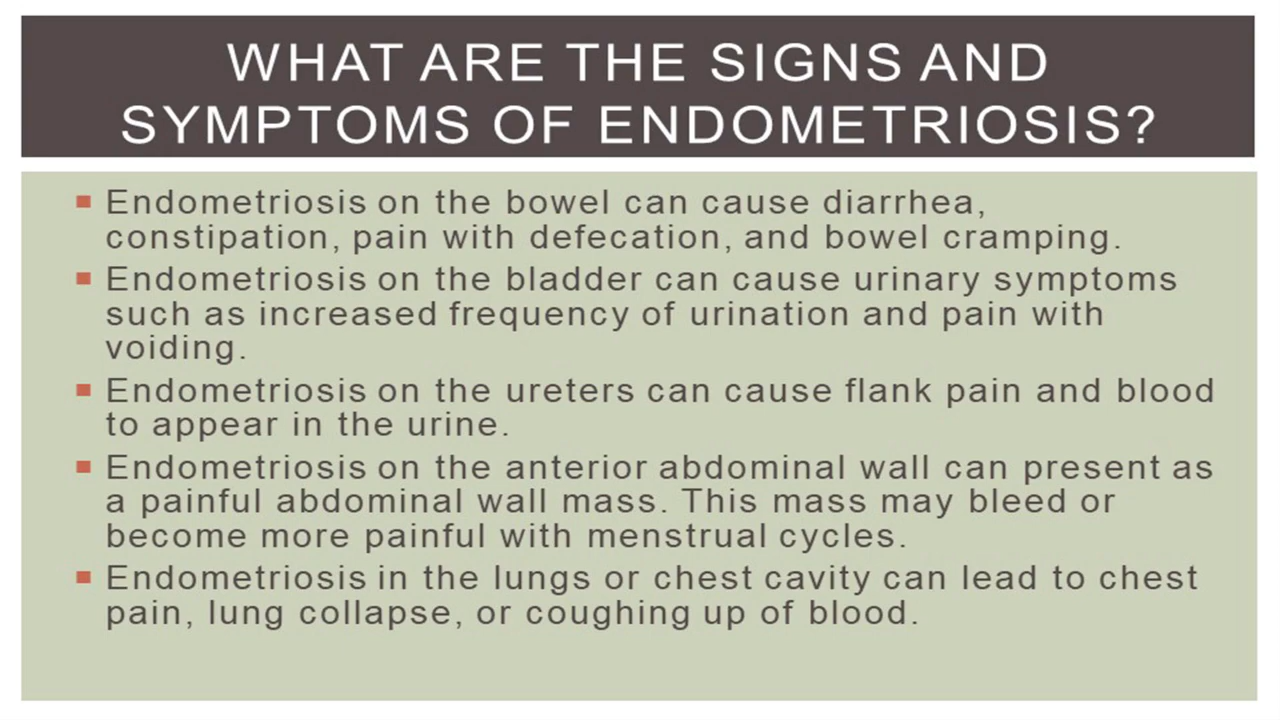 WHAT ARE THE SIGNS AND
SYMPTOMS OF ENDOMETRIOSIS?
Endometriosis on the bowel can cause diarrhea,
constipation, pain with defecation, and bowel cramping.
Endometriosis on the bladder can cause urinary symptoms
such as increased frequency of urination and pain with
voiding.
Endometriosis on the ureters can cause flank pain and blood
to appear in the urine.
Endometriosis on the anterior abdominal wall can present as
a painful abdominal wall mass. This mass may bleed or
become more painful with menstrual cycles.
Endometriosis in the lungs or chest cavity can lead to chest
pain, lung collapse, or coughing up of blood.